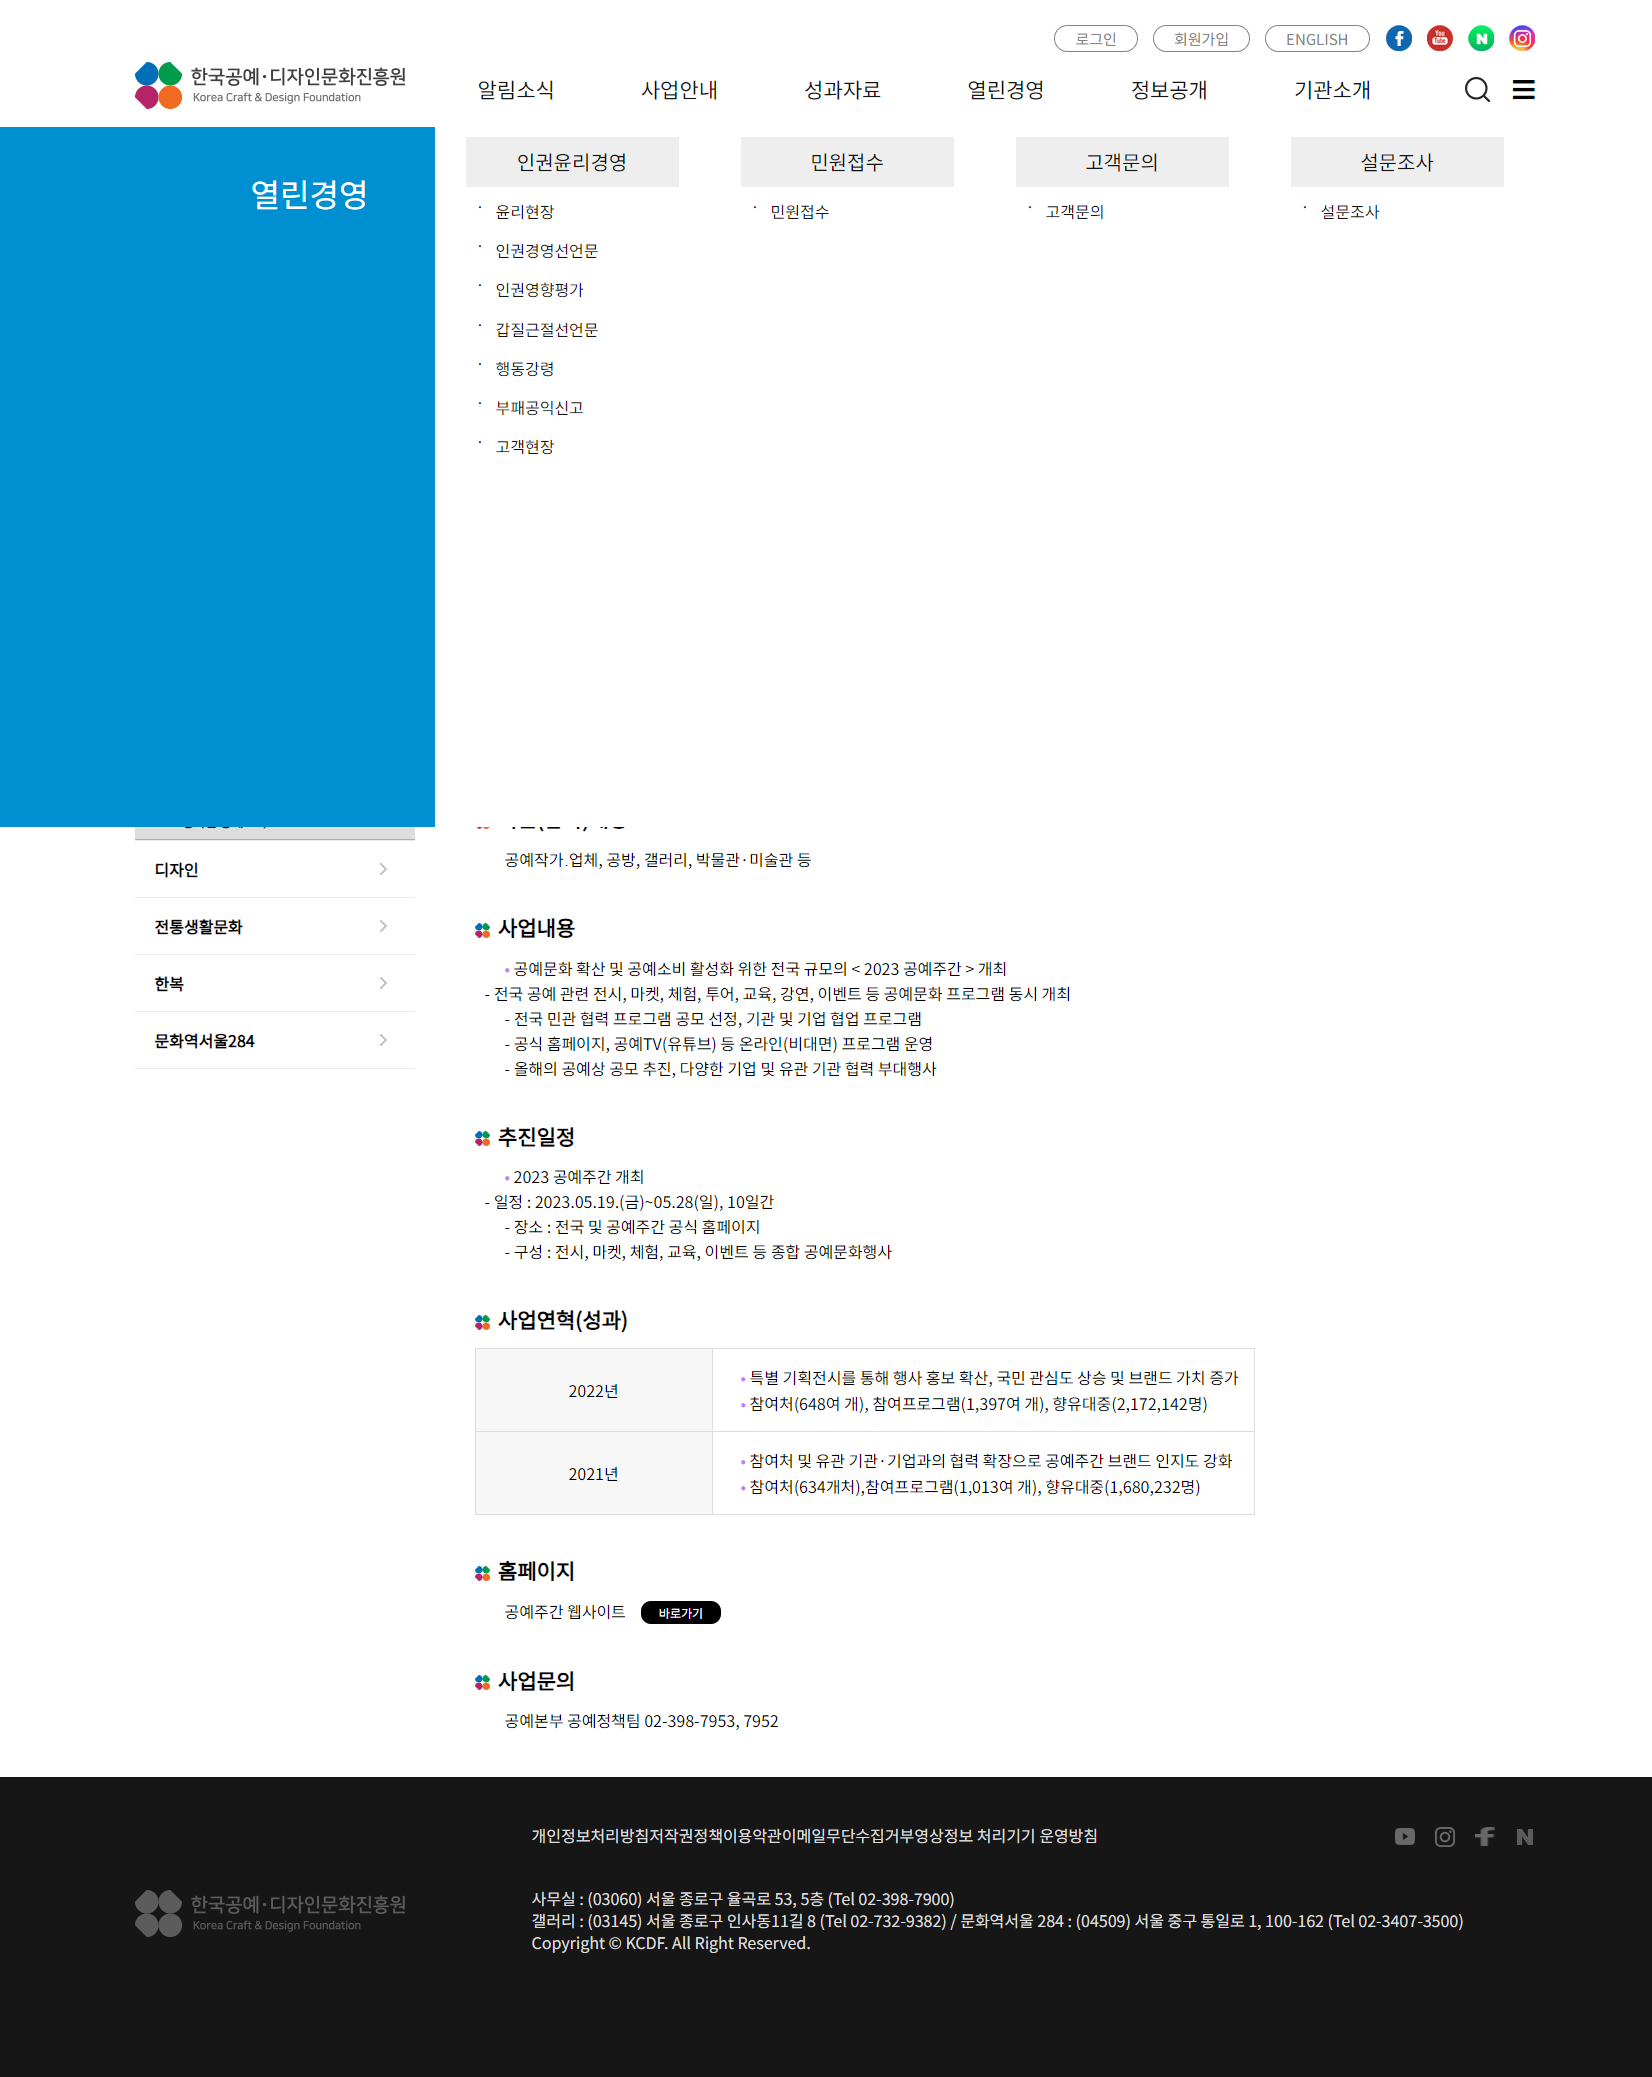 로그인 회원가입 ENGLISH
한국공예·디자인문화진흥원
Korea Craft & Design Foundation
알림소식 사업안내 성과자료 열린경영 정보공개 기관소개
열린경영
인권윤리경영 민원접수 고객문의 설문조사
윤리헌장 민원접수 고객문의 설문조사
인권경영선언문
인권영향평가
갑질근절선언문
행동강령
부패공익신고
고객헌장
공예작가.업체, 공방, 갤러리, 박물관·미술관 등
디자인
전통생활문화
한복
문화역서울284
사업내용
• 공예문화 확산 및 공예소비 활성화 위한 전국 규모의 < 2023 공예주간 > 개최
- 전국 공예 관련 전시, 마켓, 체험, 투어, 교육, 강연, 이벤트 등 공예문화 프로그램 동시 개최
- 전국 민관 협력 프로그램 공모 선정, 기관 및 기업 협업 프로그램
- 공식 홈페이지, 공예TV(유튜브) 등 온라인(비대면) 프로그램 운영
- 올해의 공예상 공모 추진, 다양한 기업 및 유관 기관 협력 부대행사
추진일정
• 2023 공예주간 개최
- 일정 : 2023.05.19.(금)~05.28(일), 10일간
- 장소 : 전국 및 공예주간 공식 홈페이지
- 구성 : 전시, 마켓, 체험, 교육, 이벤트 등 종합 공예문화행사
사업연혁(성과)
2022년
• 특별 기획전시를 통해 행사 홍보 확산, 국민 관심도 상승 및 브랜드 가치 증가
• 참여처(648여 개), 참여프로그램(1,397여 개), 향유대중(2,172,142명)
2021년
• 참여처 및 유관 기관·기업과의 협력 확장으로 공예주간 브랜드 인지도 강화
• 참여처(634개처),참여프로그램(1,013여 개), 향유대중(1,680,232명)
홈페이지
공예주간 웹사이트 바로가기
사업문의
공예본부 공예정책팀 02-398-7953, 7952
개인정보처리방침저작권정책이용약관이메일무단수집거부영상정보 처리기기 운영방침
한국공예·디자인문화진흥원
Korea Craft & Design Foundation
사무실 : (03060) 서울 종로구 율곡로 53, 5층 (Tel 02-398-7900)
갤러리 : (03145) 서울 종로구 인사동11길 8 (Tel 02-732-9382) / 문화역서울 284 : (04509) 서울 중구 통일로 1, 100-162 (Tel 02-3407-3500)
Copyright © KCDF. All Right Reserved.